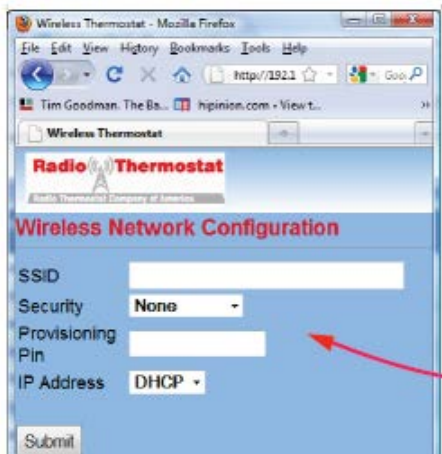 Wireless Thermostat - Mozilla Firefox
File Edit View History Bookmarks Tools Help
http://192.1
Goo
Tim Goodman. The Ba... hipinion.com • View t... »
Wireless Thermostat
Radio Thermostat
Radio Thermostat Company of America
Wireless Network Configuration
SSID
Security None
Provisioning
Pin
IP Address DHCP
Submit